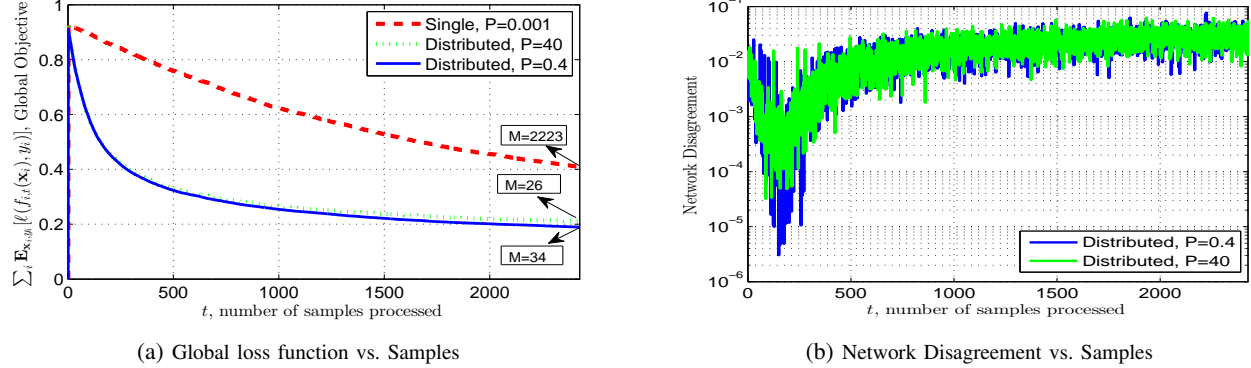 1
0.8
0.6
0.4
0.2
0
0
500
1000
1500
2000
∑i Exi,yi [ℓ(fi,t(xi), yi)], Global Objective
t, number of samples processed
Single, P=0.001
Distributed, P=40
Distributed, P=0.4
M=2223
M=26
M=34
(a) Global loss function vs. Samples
10−1
10−2
10−3
10−4
10−5
10−6
0
500
1000
1500
2000
Network Disagreement
t, number of samples processed
Distributed, P=0.4
Distributed, P=40
(b) Network Disagreement vs. Samples